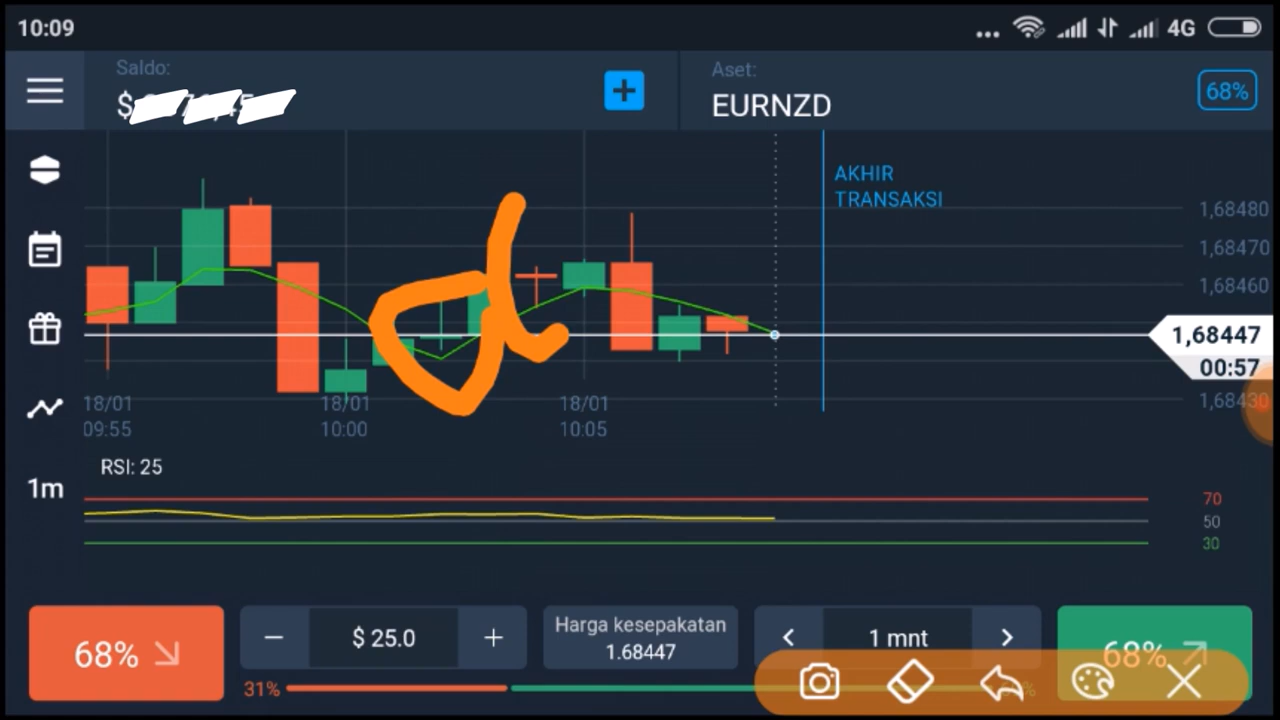 10:09
... 4G
Saldo:
$
Aset:
EURNZD
68%
AKHIR
TRANSAKSI
1,68480
1,68470
1,68460
1,68447
00:57
1,68430
18/01
09:55
18/01
10:00
18/01
10:05
RSI: 25
1m
70
50
30
68%
$ 25.0
Harga kesepakatan
1.68447
1 mnt
68%
31%